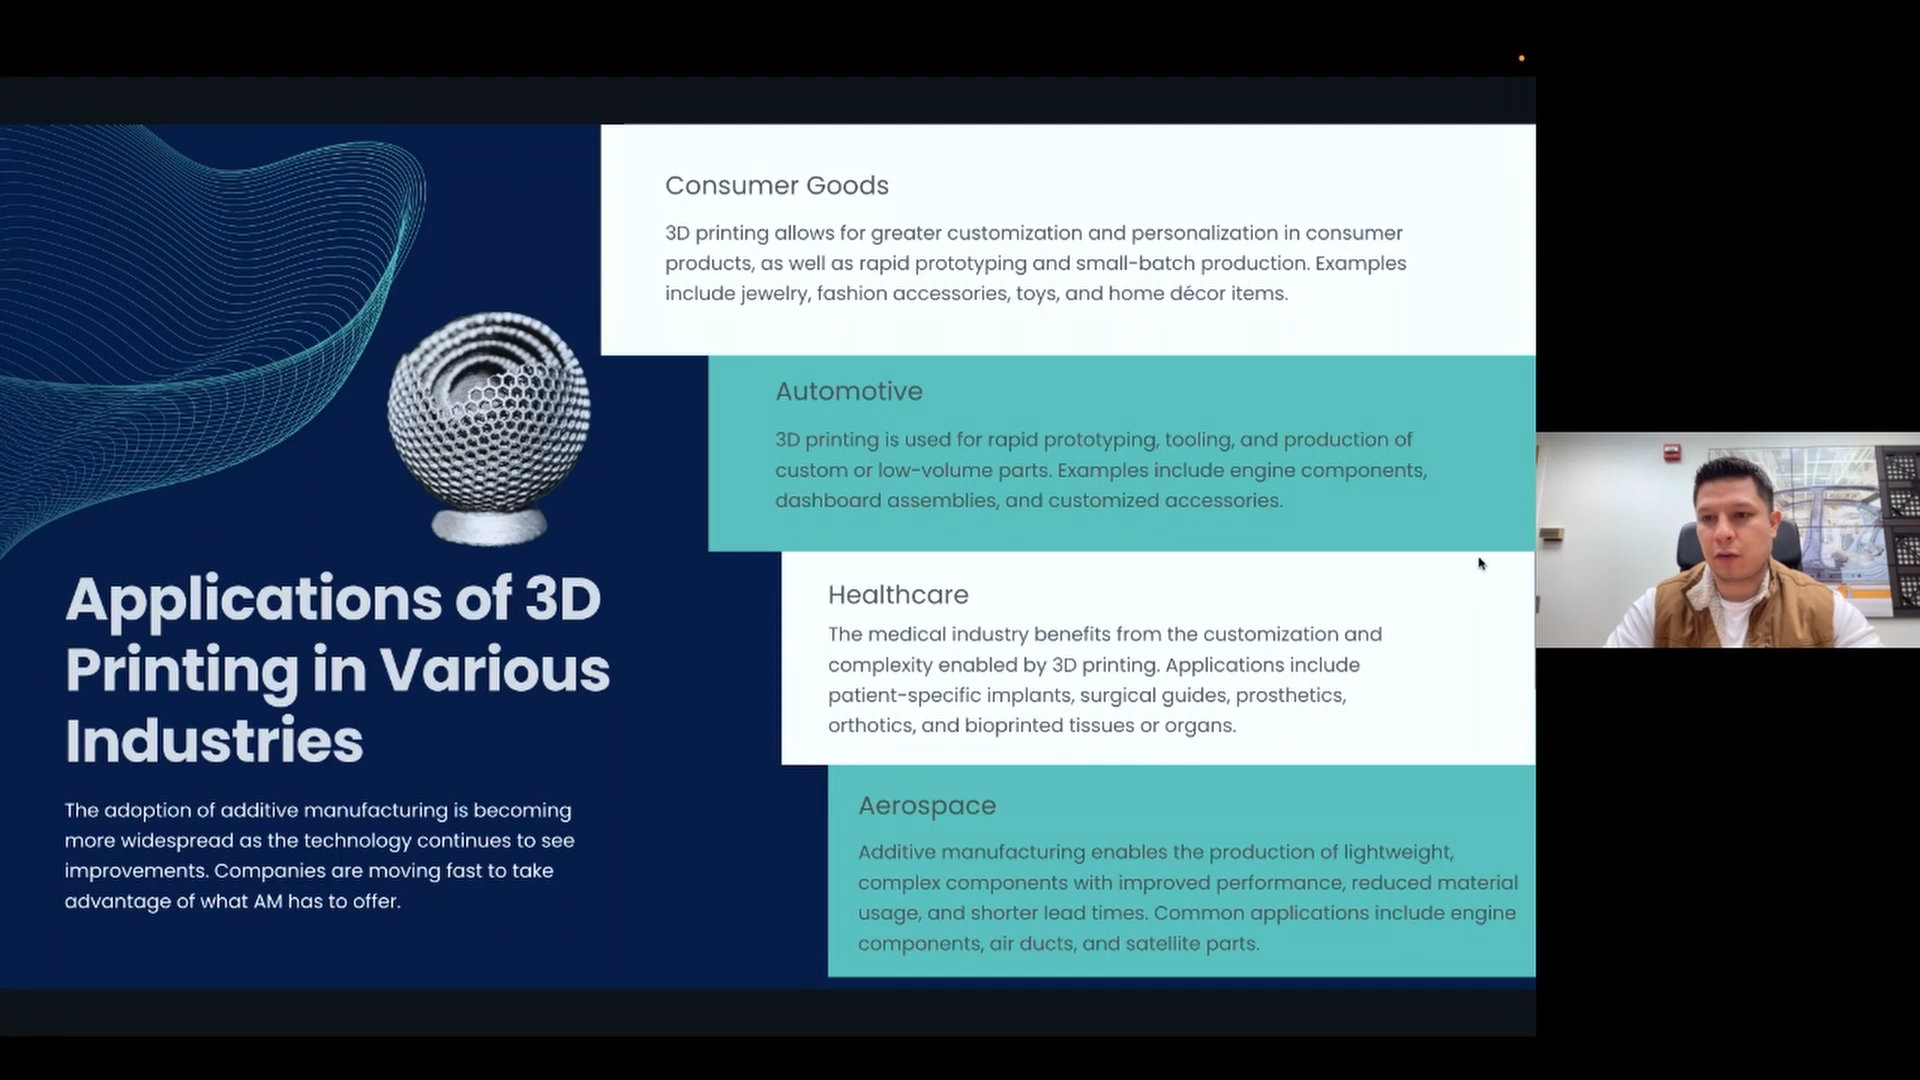 Applications of 3D
Printing in Various
Industries
The adoption of additive manufacturing is becoming
more widespread as the technology continues to see
improvements. Companies are moving fast to take
advantage of what AM has to offer.
Consumer Goods
3D printing allows for greater customization and personalization in consumer
products, as well as rapid prototyping and small-batch production. Examples
include jewelry, fashion accessories, toys, and home décor items.
Automotive
3D printing is used for rapid prototyping, tooling, and production of
custom or low-volume parts. Examples include engine components,
dashboard assemblies, and customized accessories.
Healthcare
The medical industry benefits from the customization and
complexity enabled by 3D printing. Applications include
patient-specific implants, surgical guides, prosthetics,
orthotics, and bioprinted tissues or organs.
Aerospace
Additive manufacturing enables the production of lightweight,
complex components with improved performance, reduced material
usage, and shorter lead times. Common applications include engine
components, air ducts, and satellite parts.